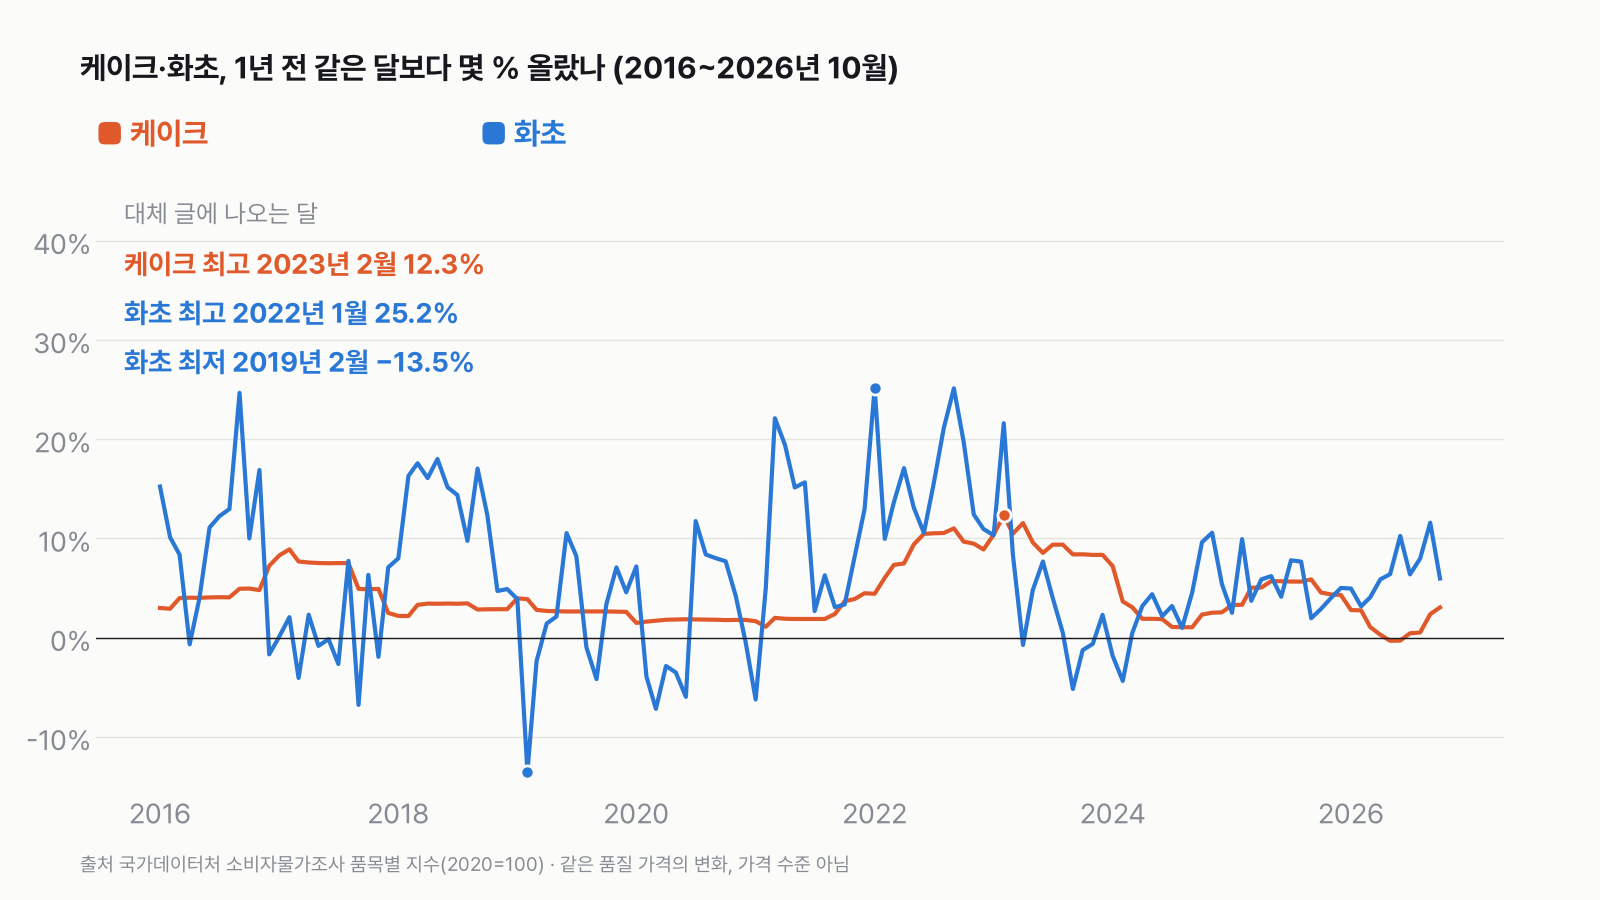 케이크·화초, 1년 전 같은 달보다 몇 % 올랐나 (2016~2026년 10월)
케이크
화초
대체 글에 나오는 달
40%
케이크 최고 2023년 2월 12.3%
화초 최고 2022년 1월 25.2%
30%
화초 최저 2019년 2월 −13.5%
20%
10%
0%
-10%
2016 2018 2020 2022 2024 2026
출처 국가데이터처 소비자물가조사 품목별 지수(2020=100) · 같은 품질 가격의 변화, 가격 수준 아님